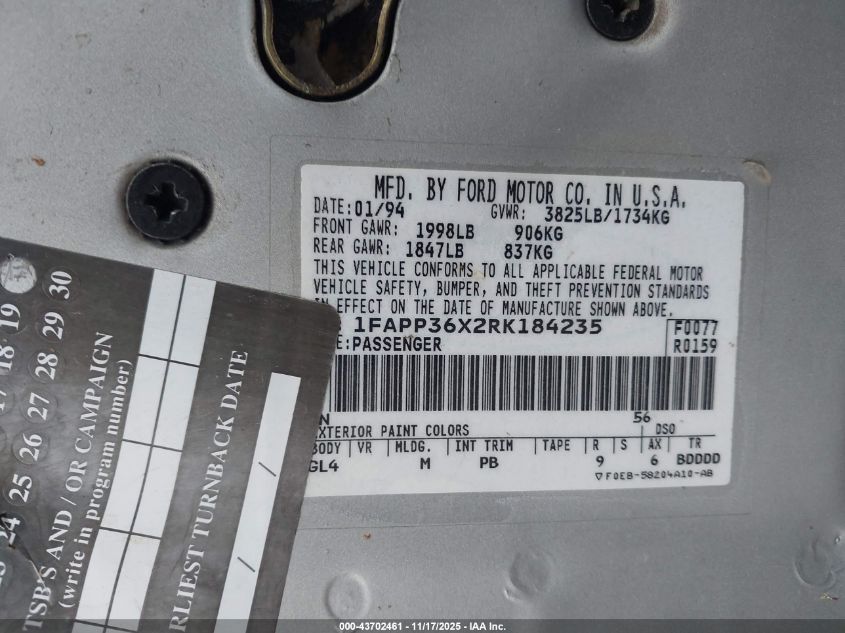 MFD. BY FORD MOTOR CO. IN U.S.A.
DATE: 01/94 GVWR: 3825LB/1734KG
FRONT GAWR: 1998LB 906KG
REAR GAWR: 1847LB 837KG
THIS VEHICLE CONFORMS TO ALL APPLICABLE FEDERAL MOTOR
VEHICLE SAFETY, BUMPER, AND THEFT PREVENTION STANDARDS
IN EFFECT ON THE DATE OF MANUFACTURE SHOWN ABOVE.
1FAPP36X2RK184235 F0077
E: PASSENGER R0159
N 56
EXTERIOR PAINT COLORS DSO
BODY VR MLDG. INT TRIM TAPE R S AX TR
GL4 M PB 9 6 BDDDD
▽F0EB-58204A10-AB
18 19
24 25 26 27 28 29 30
TSB'S AND / OR CAMPAIGN
(write in program number)
RLIEST TURNBACK DATE
/ /
000-43702461 - 11/17/2025 - IAA Inc.